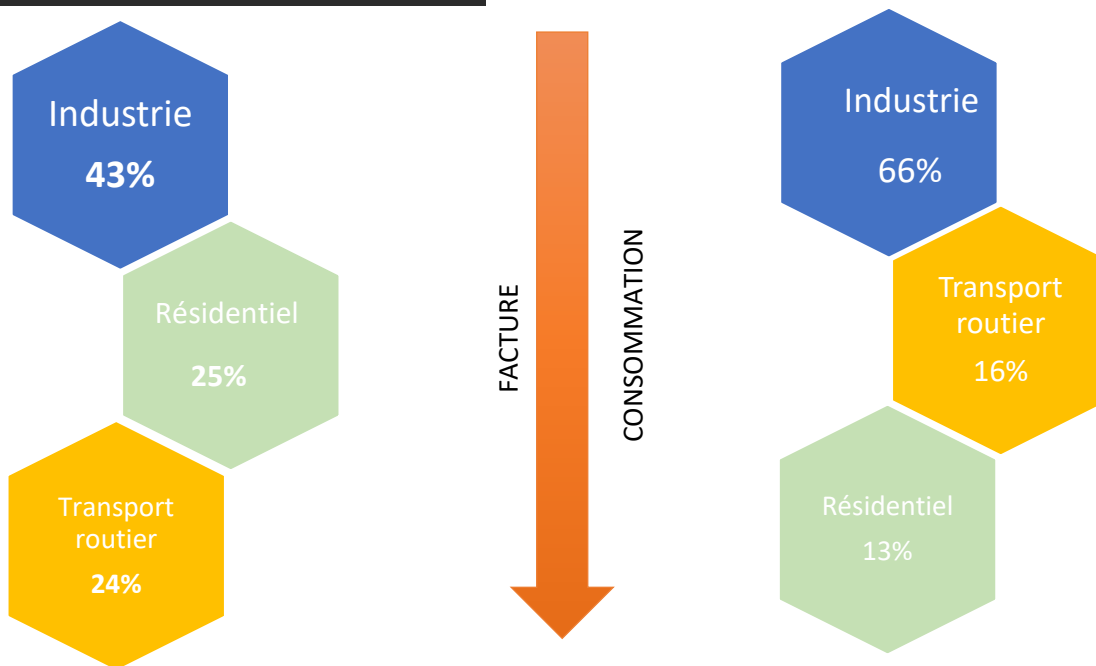 Industrie
43%
Résidentiel
25%
Transport
routier
24%
FACTURE
CONSOMMATION
Industrie
66%
Transport
routier
16%
Résidentiel
13%